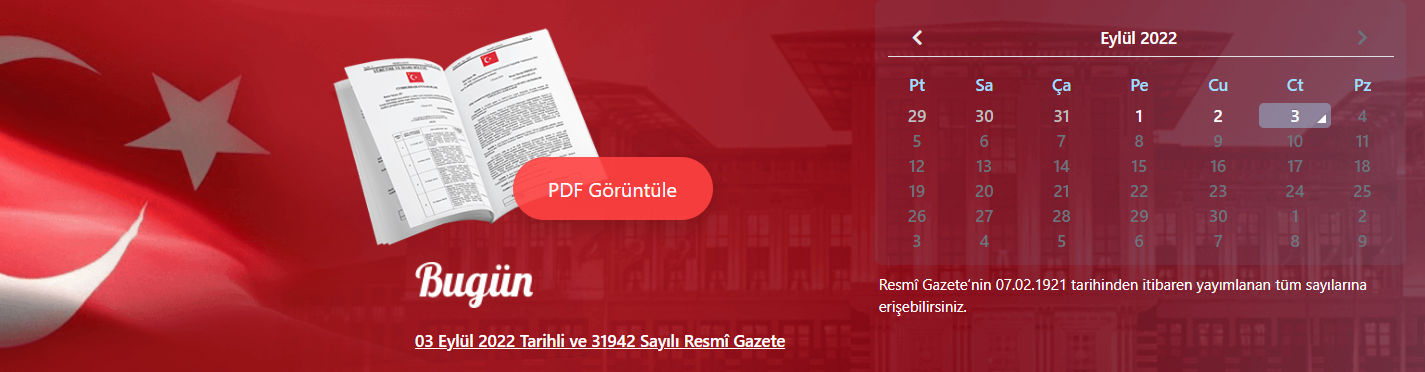 PDF Görüntüle
Bugün
03 Eylül 2022 Tarihli ve 31942 Sayılı Resmî Gazete
Eylül 2022
Pt Sa Ça Pe Cu Ct Pz
29 30 31 1 2 3 4
5 6 7 8 9 10 11
12 13 14 15 16 17 18
19 20 21 22 23 24 25
26 27 28 29 30 1 2
3 4 5 6 7 8 9
Resmî Gazete’nin 07.02.1921 tarihinden itibaren yayımlanan tüm sayılarına
erişebilirsiniz.